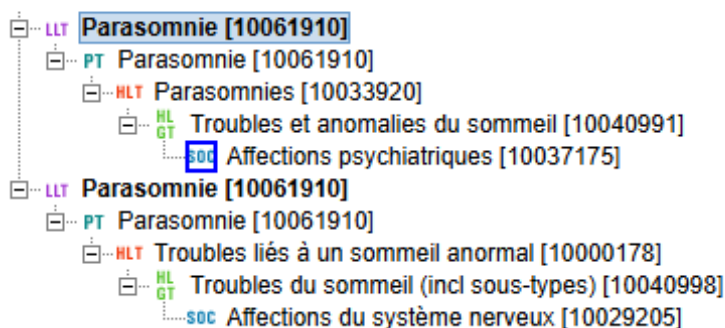 LLT Parasomnie [10061910]
PT Parasomnie [10061910]
HLT Parasomnies [10033920]
HLGT Troubles et anomalies du sommeil [10040991]
SOC Affections psychiatriques [10037175]
LLT Parasomnie [10061910]
PT Parasomnie [10061910]
HLT Troubles liés à un sommeil anormal [10000178]
HLGT Troubles du sommeil (incl sous-types) [10040998]
SOC Affections du système nerveux [10029205]